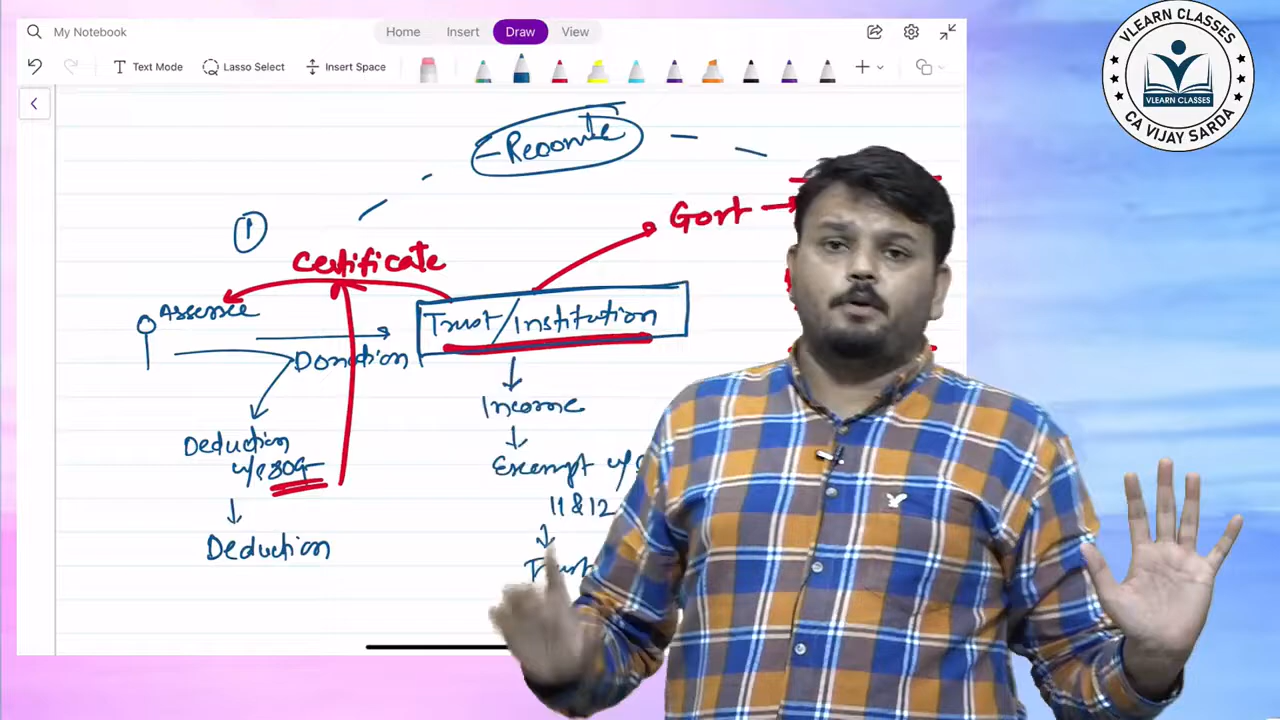 My Notebook
Home Insert Draw View
Text Mode Lasso Select Insert Space
VLEARN CLASSES
VLEARN CLASSES
CA VIJAY SARDA
Govt
1
Certificate
Assessee
Trust/Institution
Donation
Income
Deduction
u/s 80G
Exempt u/s
11 & 12
Deduction
Trust